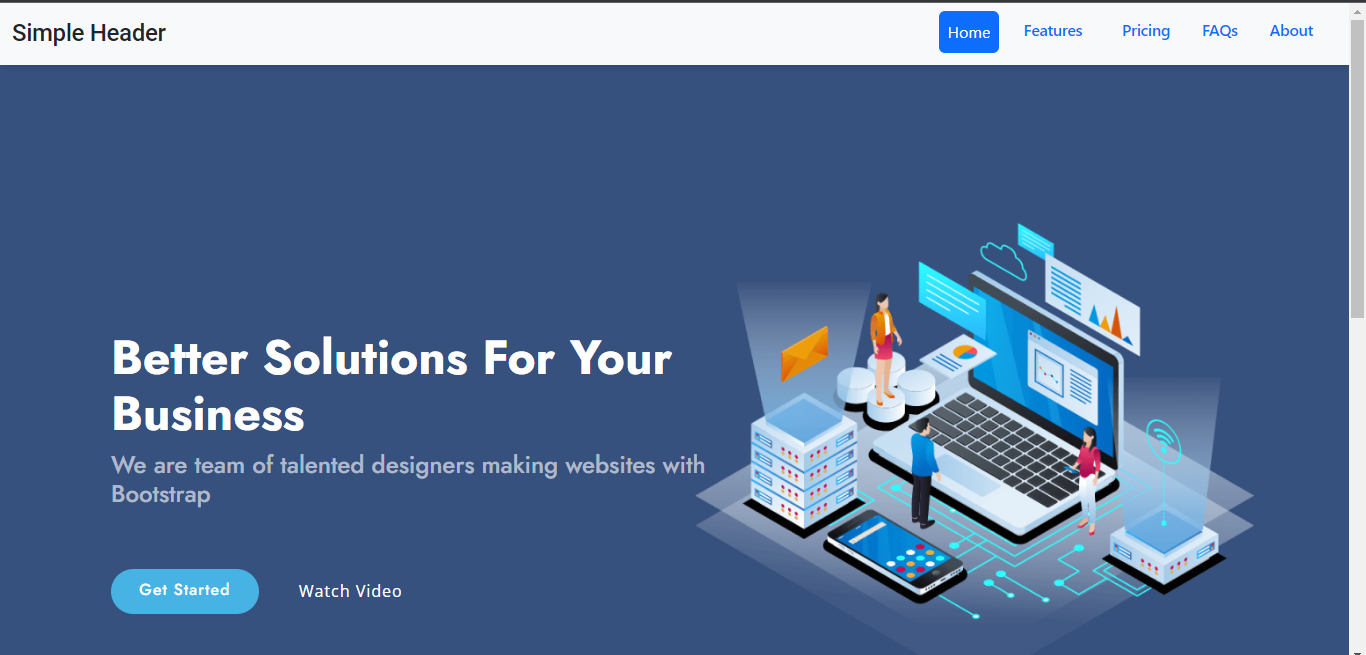 Simple Header
Home Features Pricing FAQs About
Better Solutions For Your
Business
We are team of talented designers making websites with
Bootstrap
Get Started Watch Video